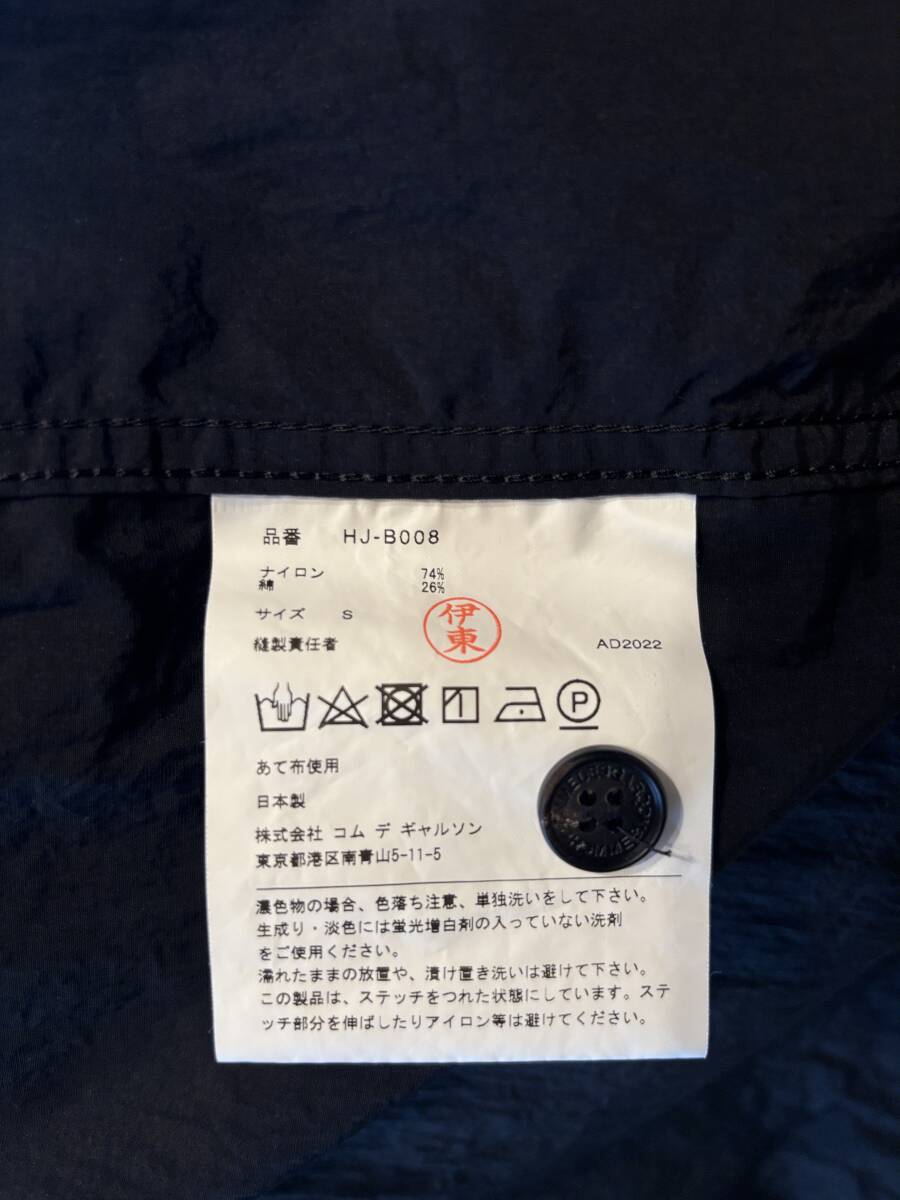 品番 HJ-B008
ナイロン 74%
綿 26%
サイズ S
伊東
縫製責任者 AD2022
P
あて布使用
日本製
株式会社 コム デ ギャルソン
東京都港区南青山5-11-5
濃色物の場合、色落ち注意、単独洗いをして下さい。
生成り・淡色には蛍光増白剤の入っていない洗剤
をご使用ください。
濡れたままの放置や、漬け置き洗いは避けて下さい。
この製品は、ステッチをつれた状態にしています。ステ
ッチ部分を伸ばしたりアイロン等は避けてください。